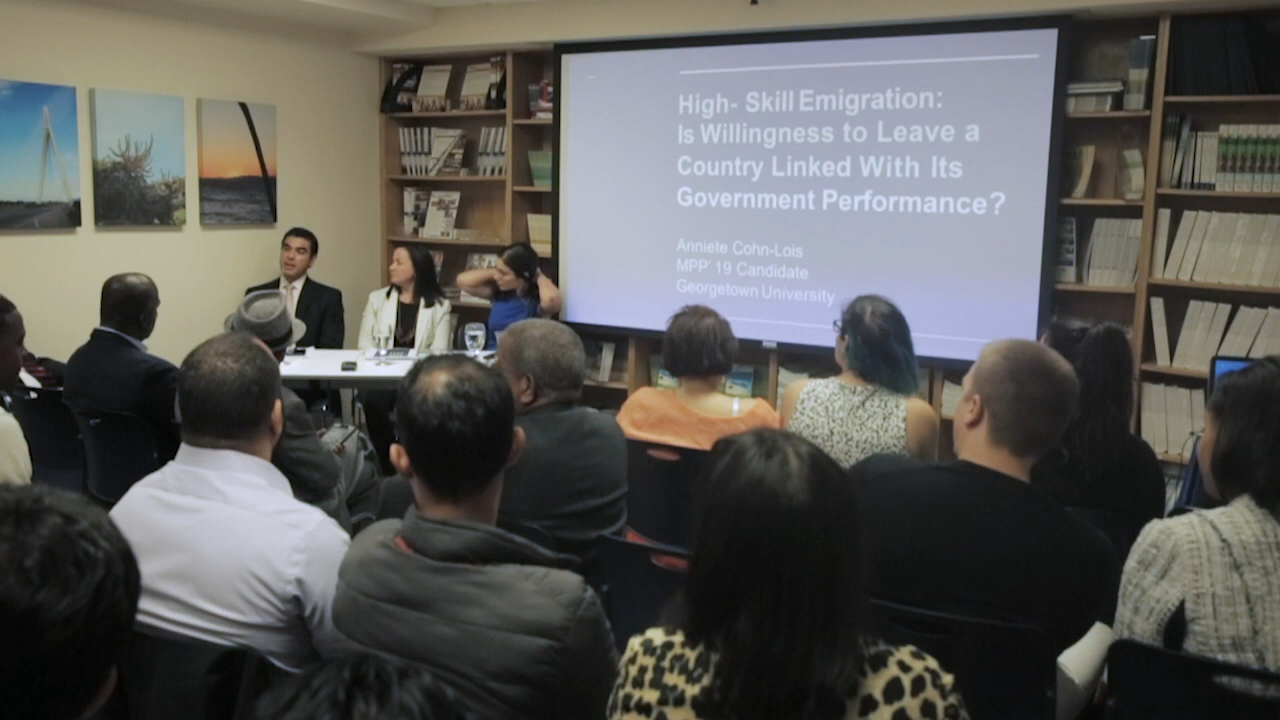 High- Skill Emigration:
Is Willingness to Leave a
Country Linked With Its
Government Performance?
Anniete Cohn-Lois
MPP' 19 Candidate
Georgetown University